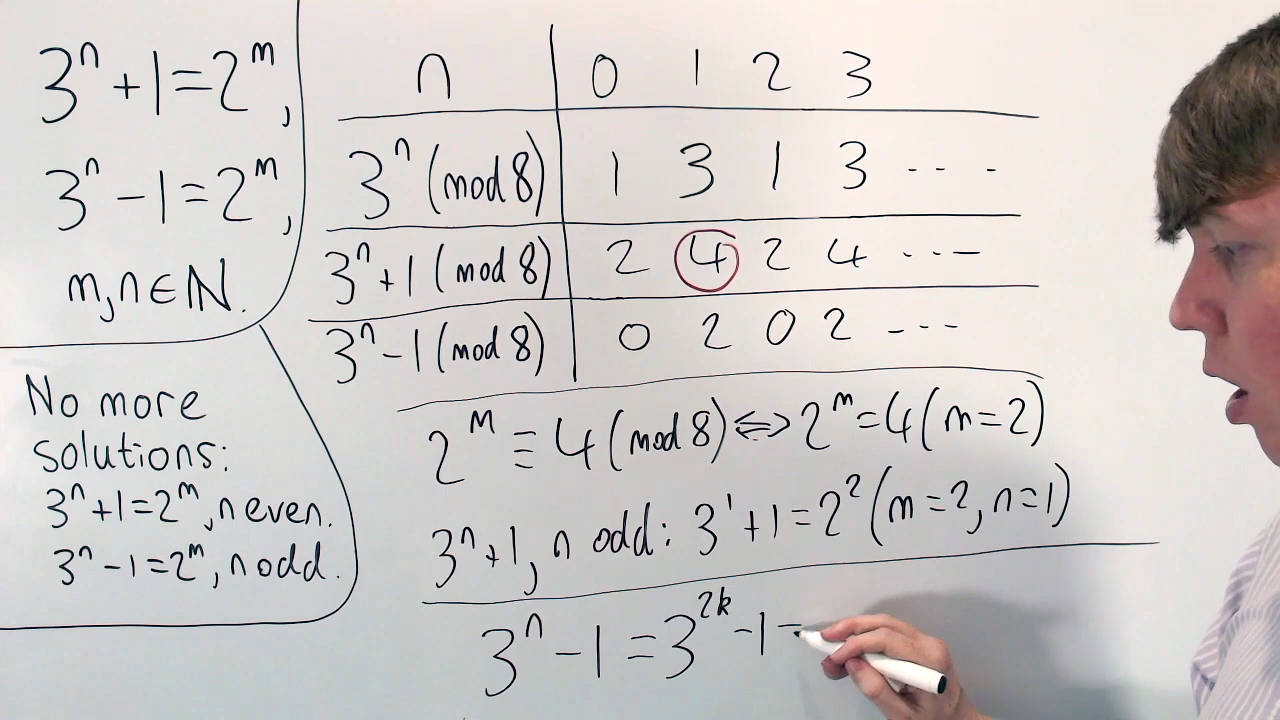 3ⁿ+1=2ᵐ,
3ⁿ-1=2ᵐ,
m,n∈ℕ.
No more
solutions:
3ⁿ+1=2ᵐ, n even.
3ⁿ-1=2ᵐ, n odd.
n 0 1 2 3
3ⁿ (mod 8) 1 3 1 3 ---
3ⁿ+1 (mod 8) 2 4 2 4 ---
3ⁿ-1 (mod 8) 0 2 0 2 ---
2ᵐ ≡ 4 (mod 8) ⇔ 2ᵐ=4 (m=2)
3ⁿ+1, n odd: 3¹+1=2² (m=2, n=1)
3ⁿ-1=3²ᵏ-1=